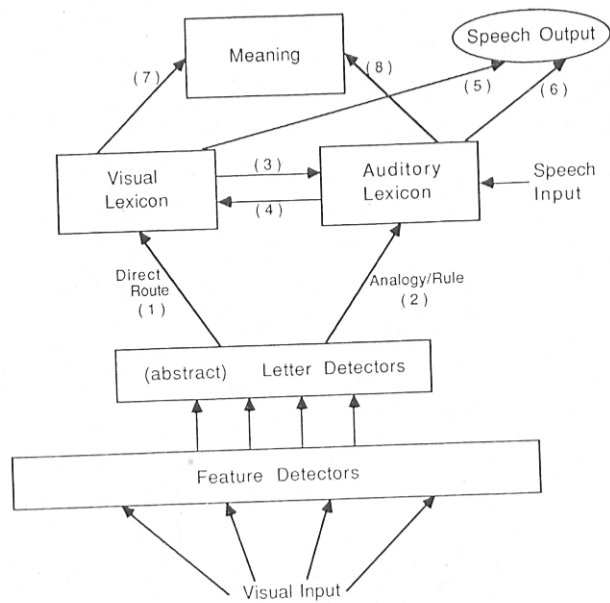 Speech Output
Meaning
(7)
(8)
(5)
(6)
Visual
Lexicon
(3)
(4)
Auditory
Lexicon
Speech
Input
Direct
Route
(1)
Analogy/Rule
(2)
(abstract) Letter Detectors
Feature Detectors
Visual Input